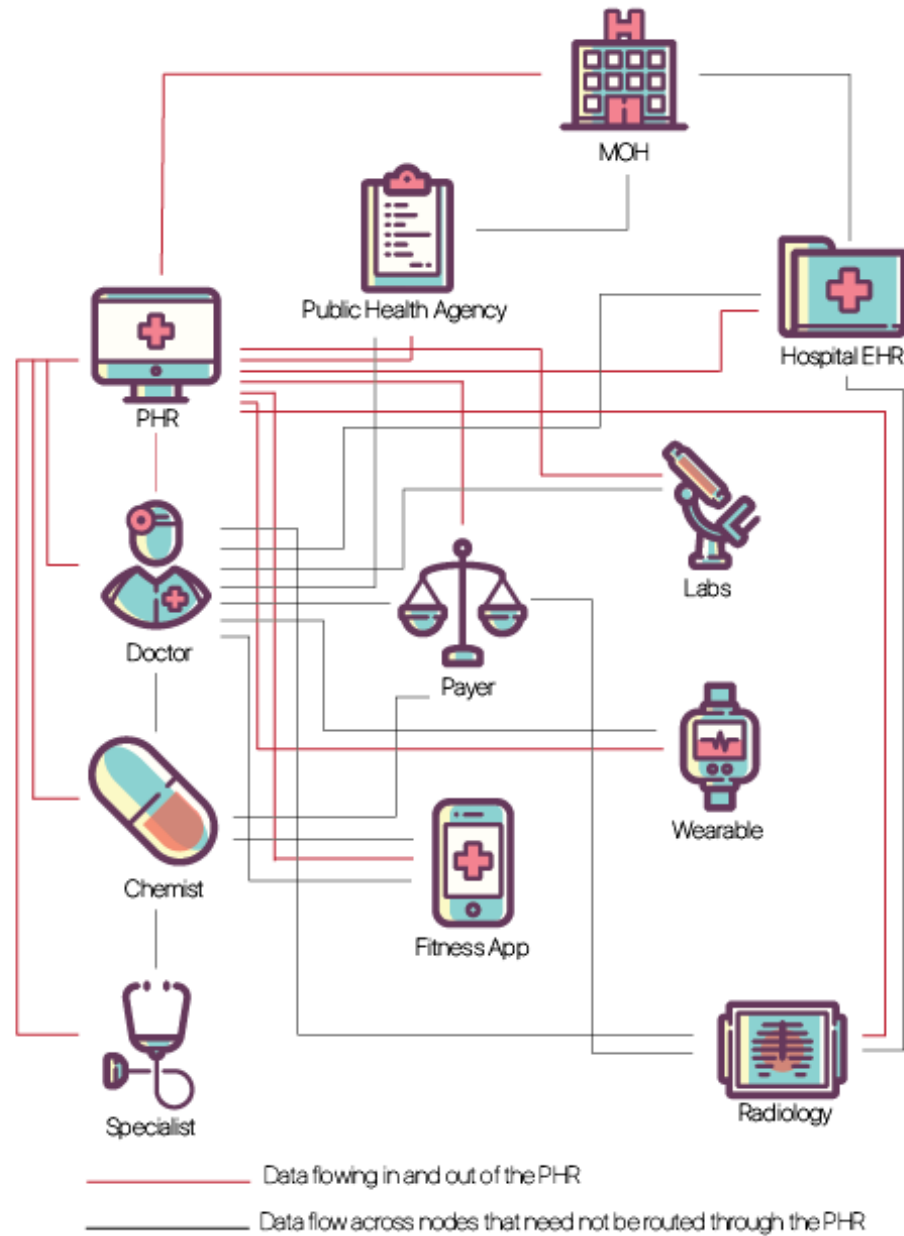 MOH
Public Health Agency
Hospital EHR
PHR
Labs
Doctor
Payer
Wearable
Chemist
Fitness App
Radiology
Specialist
Data flowing in and out of the PHR
Data flow across nodes that need not be routed through the PHR